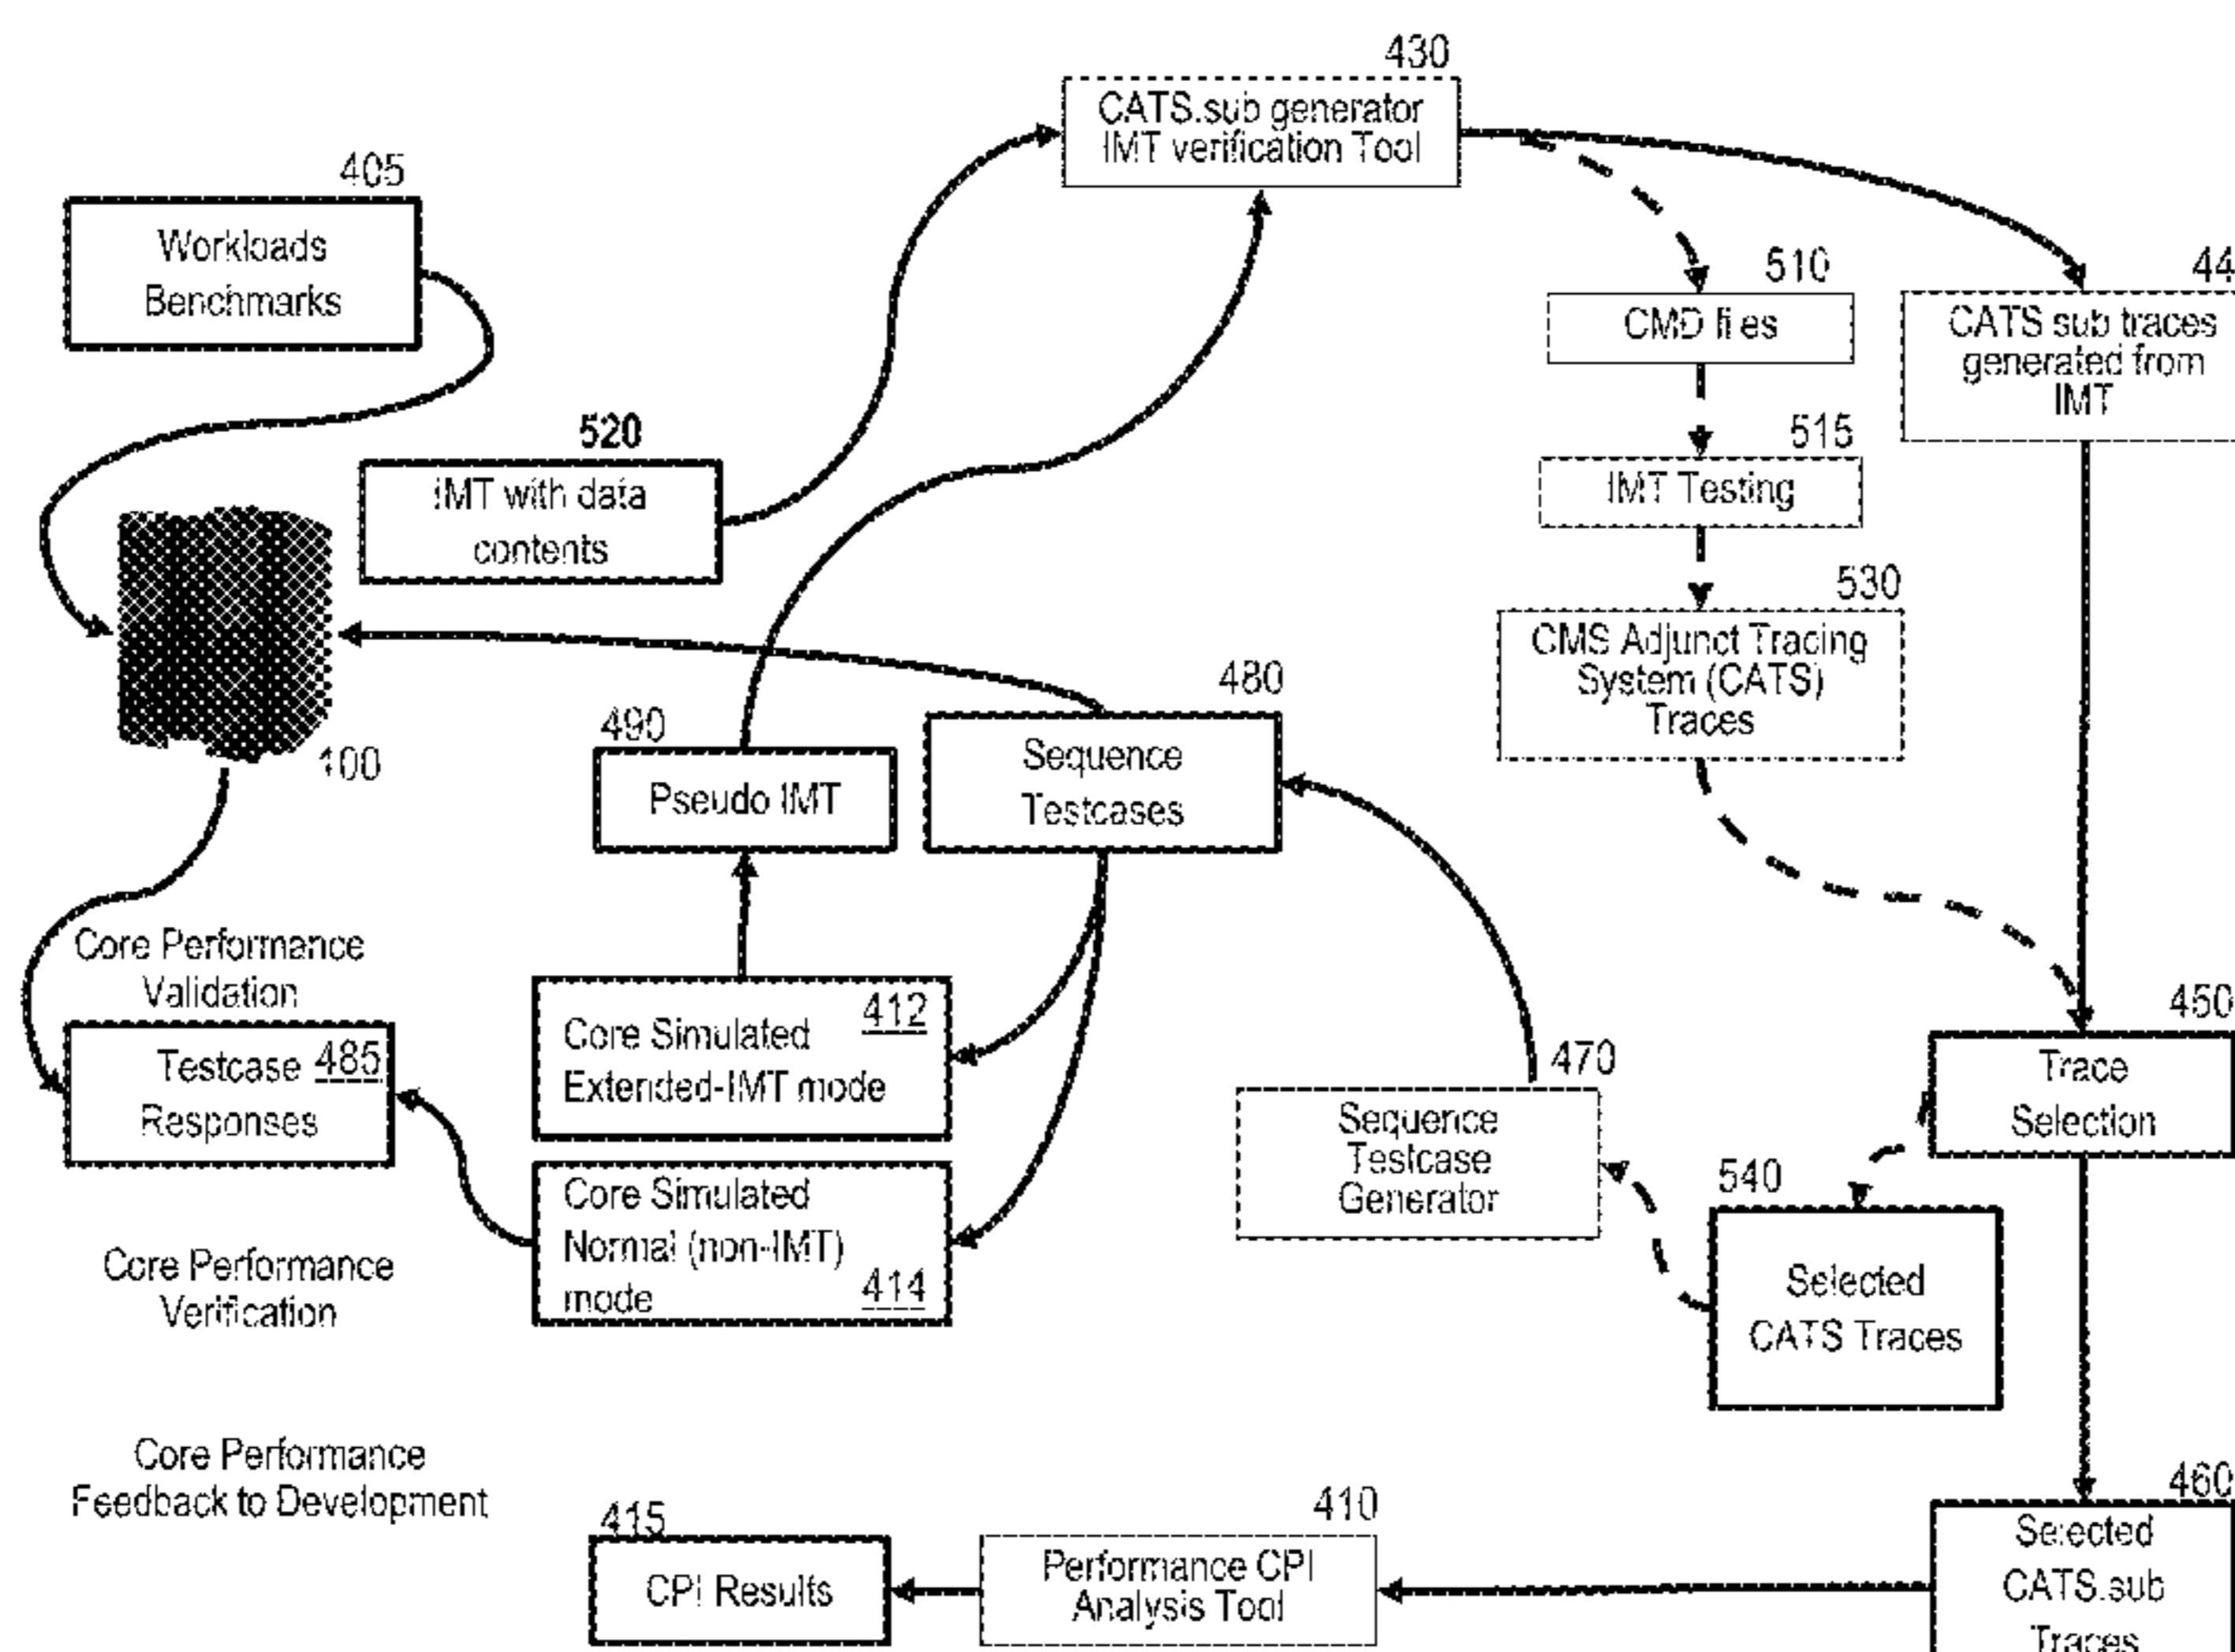 430
CATS.sub generator
IMT verification Tool
405
Workloads
Benchmarks
510
CMD files
44
CATS sub traces
generated from
IMT
520
IMT with data
contents
515
IMT Testing
530
CMS Adjunct Tracing
System (CATS)
Traces
100
490
Pseudo IMT
480
Sequence
Testcases
Core Performance
Validation
Testcase 485
Responses
412
Core Simulated
Extended-IMT mode
Core Simulated
Normal (non-IMT)
mode 414
470
Sequence
Testcase
Generator
450
Trace
Selection
540
Selected
CATS Traces
Core Performance
Verification
Core Performance
Feedback to Development
415
CPI Results
410
Performance CPI
Analysis Tool
460
Selected
CATS.sub
Traces